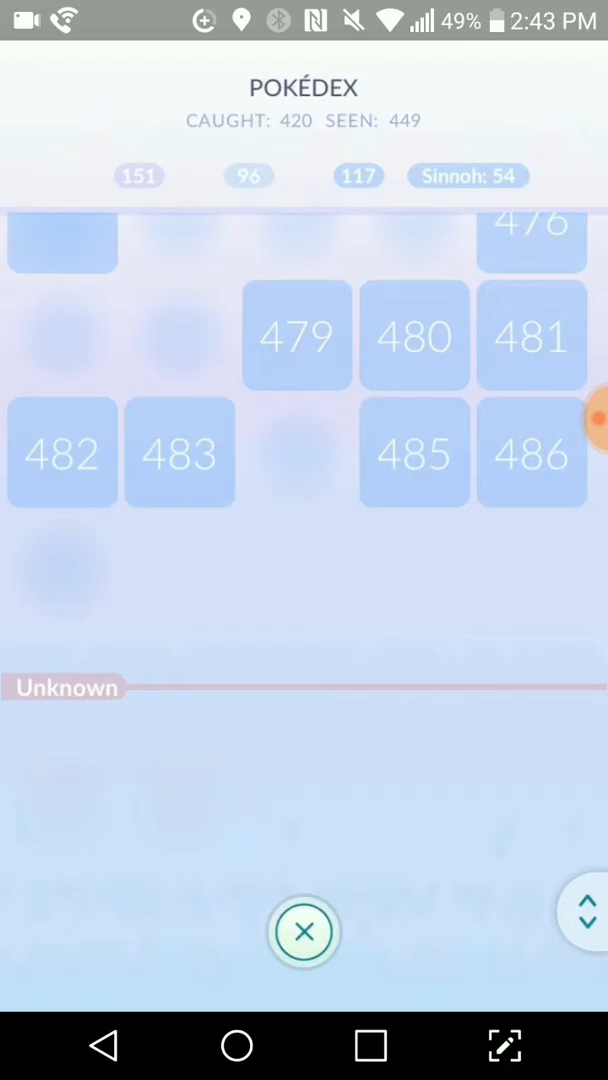 49% 2:43 PM
POKÉDEX
CAUGHT: 420 SEEN: 449
151 96 117 Sinnoh: 54
476
479 480 481
482 483 485 486
Unknown